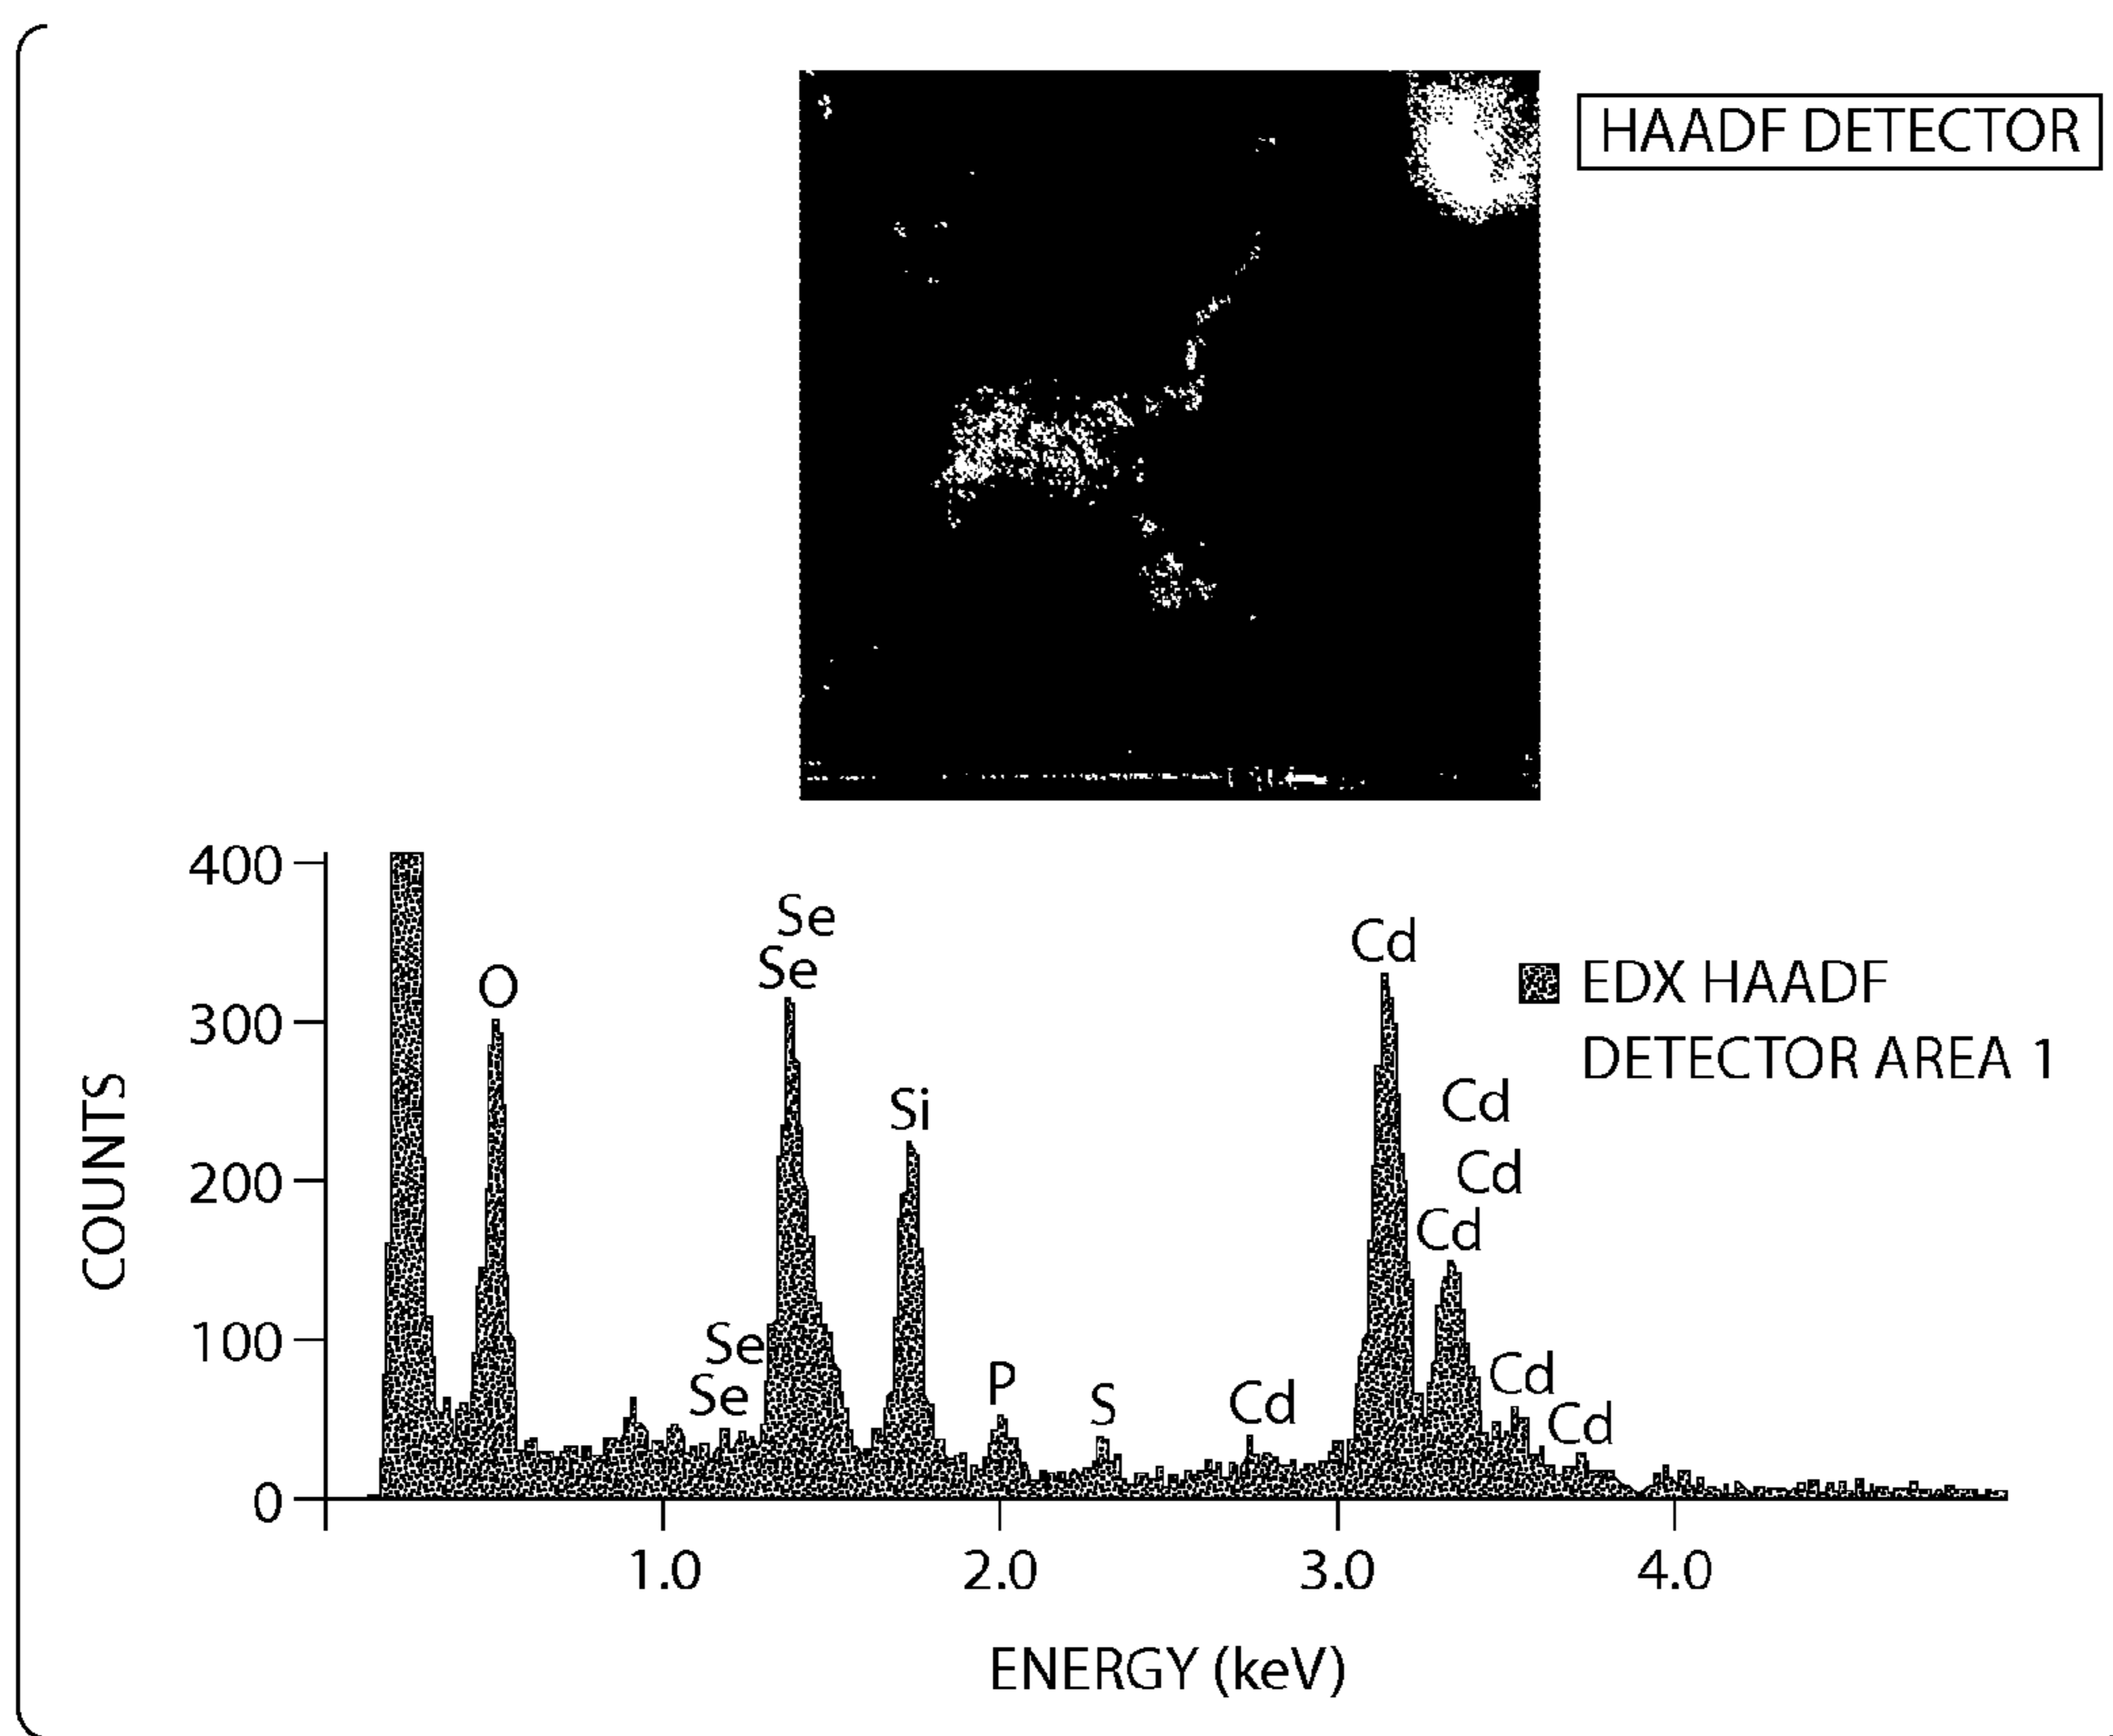 HAADF DETECTOR
400
300
200
100
0
COUNTS
O
Se
Se
Se
Se
Si
P
S
Cd
Cd
Cd
Cd
Cd
Cd
Cd
EDX HAADF
DETECTOR AREA 1
1.0
2.0
3.0
4.0
ENERGY (keV)